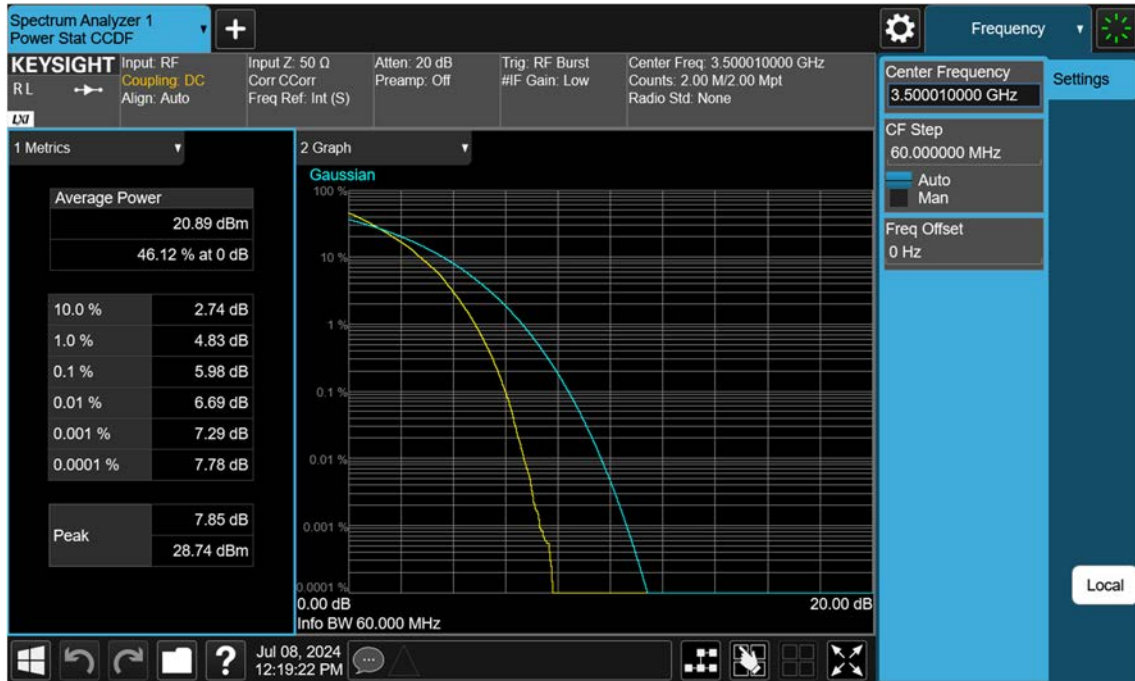 Spectrum Analyzer 1
Power Stat CCDF
+
Frequency
KEYSIGHT
RL
LXI
Input: RF
Coupling: DC
Align: Auto
Input Z: 50 Ω
Corr CCorr
Freq Ref: Int (S)
Atten: 20 dB
Preamp: Off
Trig: RF Burst
#IF Gain: Low
Center Freq: 3.500010000 GHz
Counts: 2.00 M/2.00 Mpt
Radio Std: None
Center Frequency
3.500010000 GHz
Settings
CF Step
60.000000 MHz
Auto
Man
Freq Offset
0 Hz
Local
1 Metrics
Average Power
20.89 dBm
46.12 % at 0 dB
10.0 % 2.74 dB
1.0 % 4.83 dB
0.1 % 5.98 dB
0.01 % 6.69 dB
0.001 % 7.29 dB
0.0001 % 7.78 dB
Peak
7.85 dB
28.74 dBm
2 Graph
Gaussian
100 %
10 %
1 %
0.1 %
0.01 %
0.001 %
0.0001 %
0.00 dB 20.00 dB
Info BW 60.000 MHz
?
Jul 08, 2024
12:19:22 PM